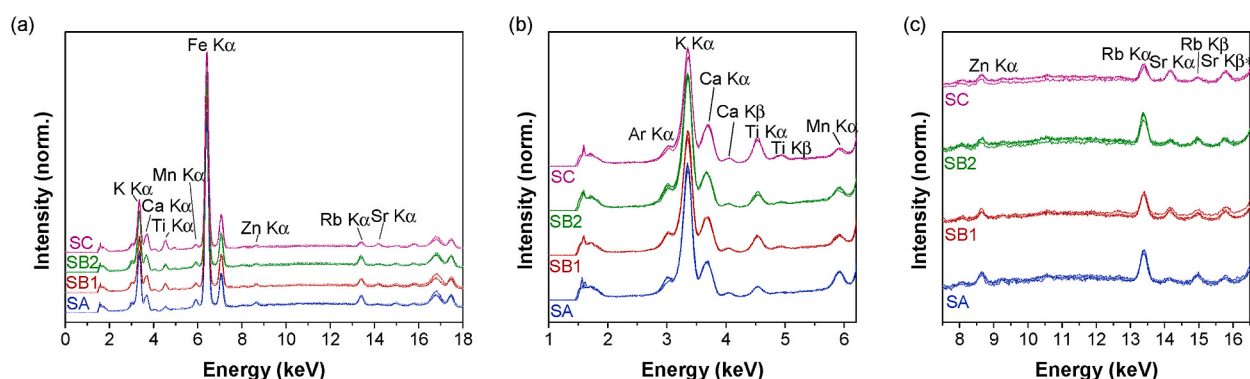 (a)
Fe Kα
Mn Kα
K Kα
Ca Kα
Ti Kα
Zn Kα
Rb Kα
Sr Kα
SC
SB2
SB1
SA
Intensity (norm.)
0 2 4 6 8 10 12 14 16 18
Energy (keV)
(b)
K Kα
Ca Kα
Ca Kβ
Ar Kα
Ti Kα
Mn Kα
Ti Kβ
SC
SB2
SB1
SA
Intensity (norm.)
1 2 3 4 5 6
Energy (keV)
(c)
Rb Kβ
Zn Kα
Rb Kα
Sr Kα
Sr Kβ*
SC
SB2
SB1
SA
Intensity (norm.)
8 9 10 11 12 13 14 15 16
Energy (keV)